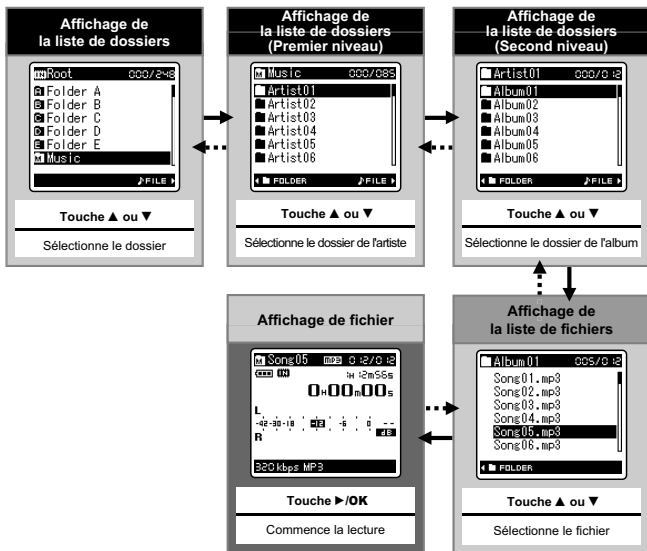 Affichage de
la liste de dossiers
Root 000/248
Folder A
Folder B
Folder C
Folder D
Folder E
Music
FILE
Touche ▲ ou ▼
Sélectionne le dossier
Affichage de
la liste de dossiers
(Premier niveau)
Music 000/085
Artist01
Artist02
Artist03
Artist04
Artist05
Artist06
FOLDER FILE
Touche ▲ ou ▼
Sélectionne le dossier de l'artiste
Affichage de
la liste de dossiers
(Second niveau)
Artist01 000/012
Album01
Album02
Album03
Album04
Album05
Album06
FOLDER FILE
Touche ▲ ou ▼
Sélectionne le dossier de l'album
Affichage de
la liste de fichiers
Album01 005/012
Song01.mp3
Song02.mp3
Song03.mp3
Song04.mp3
Song05.mp3
Song06.mp3
FOLDER
Touche ▲ ou ▼
Sélectionne le fichier
Affichage de fichier
Song05 MP3 012/012
IN 1H12M56s
0H00M00s
L
-42-30-18 -12 -6 0 --
dB
R
320 kbps MP3
Touche ►/OK
Commence la lecture